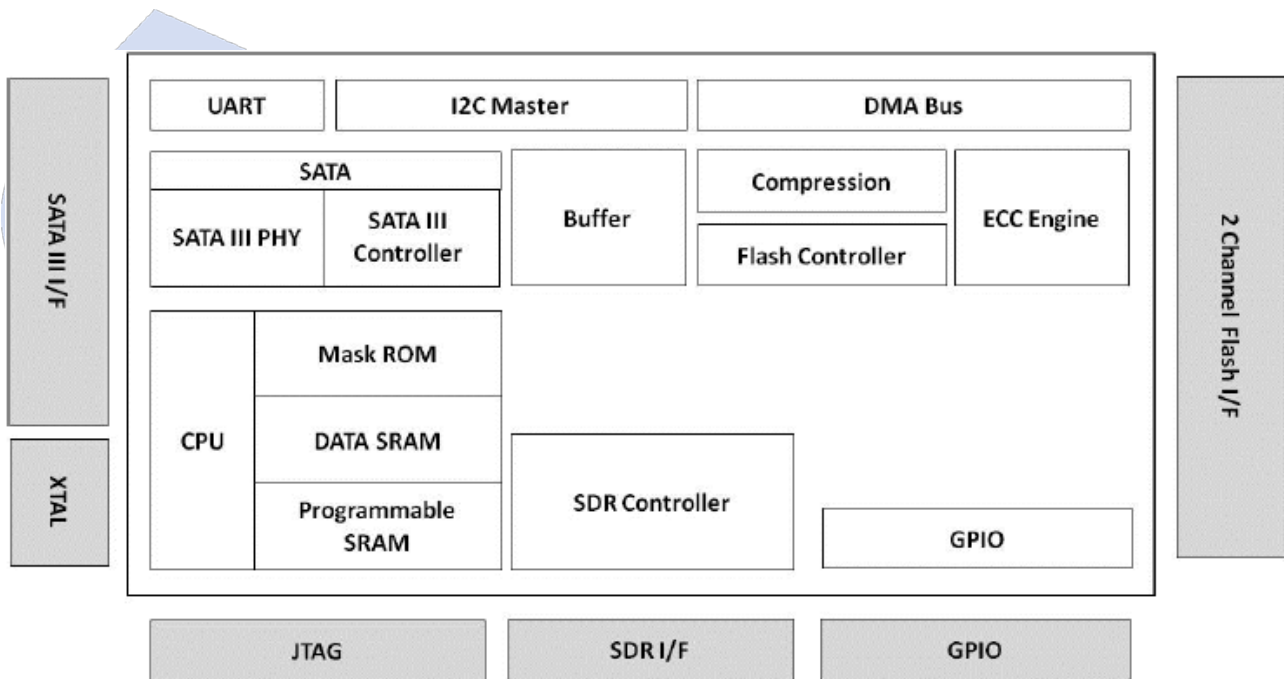 UART
I2C Master
DMA Bus
SATA
SATA III PHY
SATA III
Controller
Buffer
Compression
Flash Controller
ECC Engine
SATA III I/F
2 Channel Flash I/F
CPU
Mask ROM
DATA SRAM
Programmable
SRAM
SDR Controller
GPIO
XTAL
JTAG
SDR I/F
GPIO